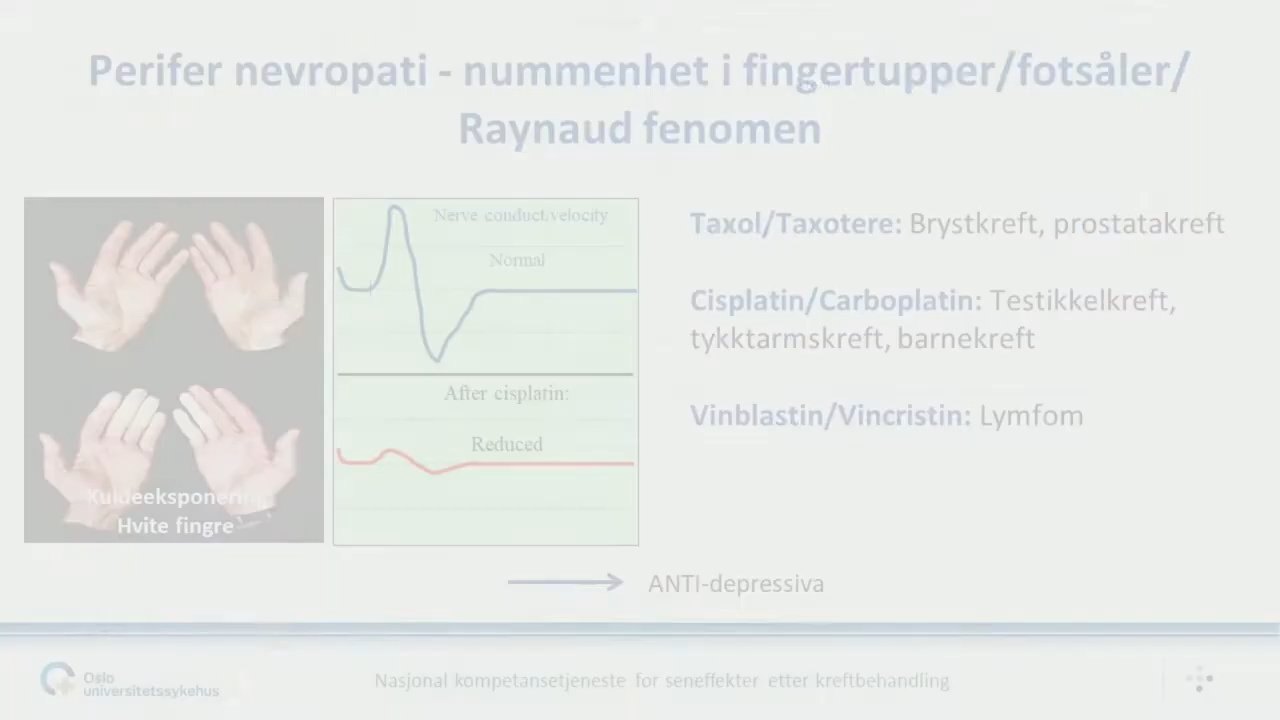 Perifer nevropati - nummenhet i fingertupper/fotsåler/
Raynaud fenomen
Nerve conduct.velocity
Normal
After cisplatin:
Reduced
Kuldeeksponering
Hvite fingre
Taxol/Taxotere: Brystkreft, prostatakreft
Cisplatin/Carboplatin: Testikkelkreft,
tykktarmskreft, barnekreft
Vinblastin/Vincristin: Lymfom
ANTI-depressiva
Oslo
universitetssykehus
Nasjonal kompetansetjeneste for seneffekter etter kreftbehandling